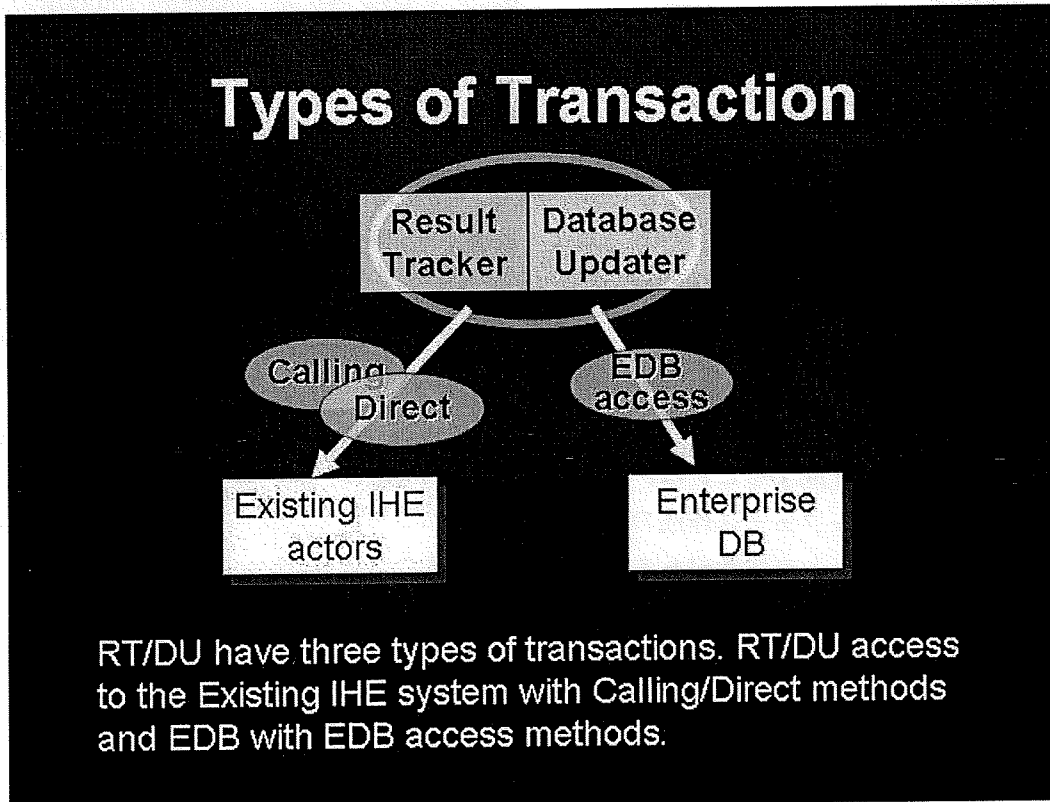 Types of Transaction
Result
Tracker
Database
Updater
Calling
Direct
EDB
access
Existing IHE
actors
Enterprise
DB
RT/DU have three types of transactions. RT/DU access
to the Existing IHE system with Calling/Direct methods
and EDB with EDB access methods.